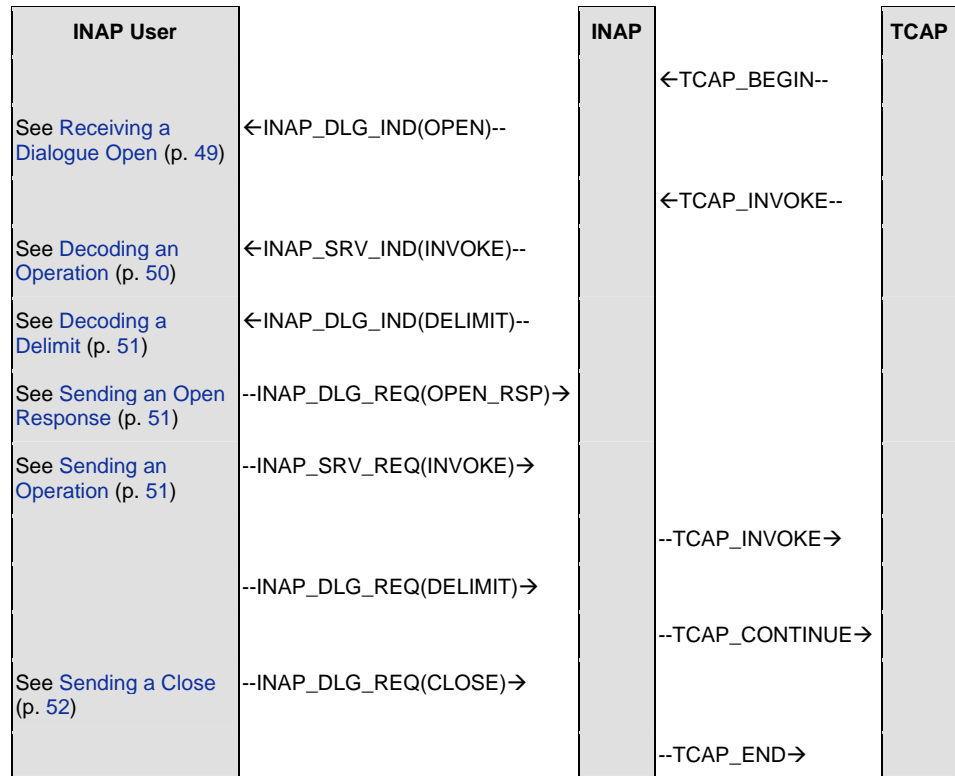 INAP User INAP TCAP
←TCAP_BEGIN--
See Receiving a ←INAP_DLG_IND(OPEN)--
Dialogue Open (p. 49)
←TCAP_INVOKE--
See Decoding an ←INAP_SRV_IND(INVOKE)--
Operation (p. 50)
See Decoding a ←INAP_DLG_IND(DELIMIT)--
Delimit (p. 51)
See Sending an Open --INAP_DLG_REQ(OPEN_RSP)→
Response (p. 51)
See Sending an --INAP_SRV_REQ(INVOKE)→
Operation (p. 51)
--TCAP_INVOKE→
--INAP_DLG_REQ(DELIMIT)→
--TCAP_CONTINUE→
See Sending a Close --INAP_DLG_REQ(CLOSE)→
(p. 52)
--TCAP_END→